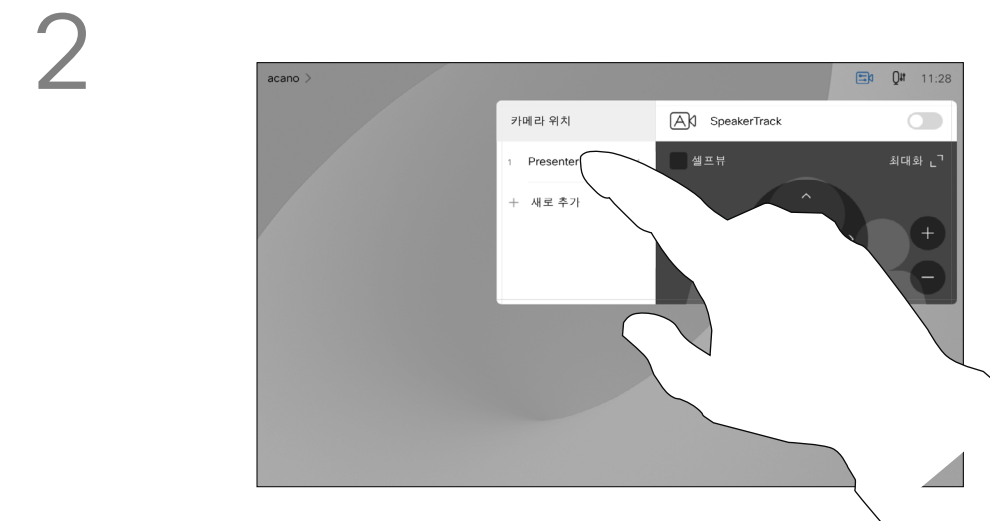 2
acano >
11:28
카메라 위치
SpeakerTrack
1 Presenter
셀프뷰
최대화
+ 새로 추가